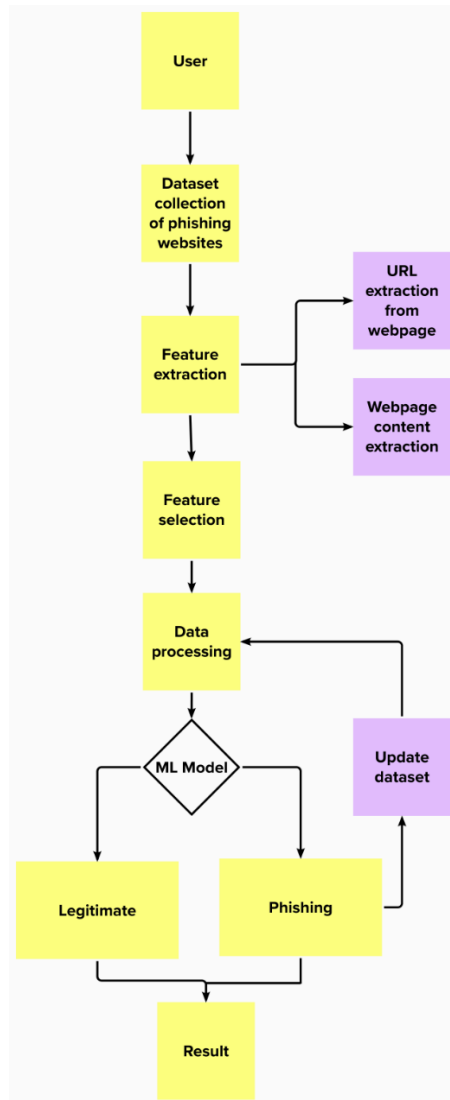 User
Dataset
collection
of phishing
websites
URL
extraction
from
webpage
Feature
extraction
Webpage
content
extraction
Feature
selection
Data
processing
ML Model
Update
dataset
Legitimate
Phishing
Result